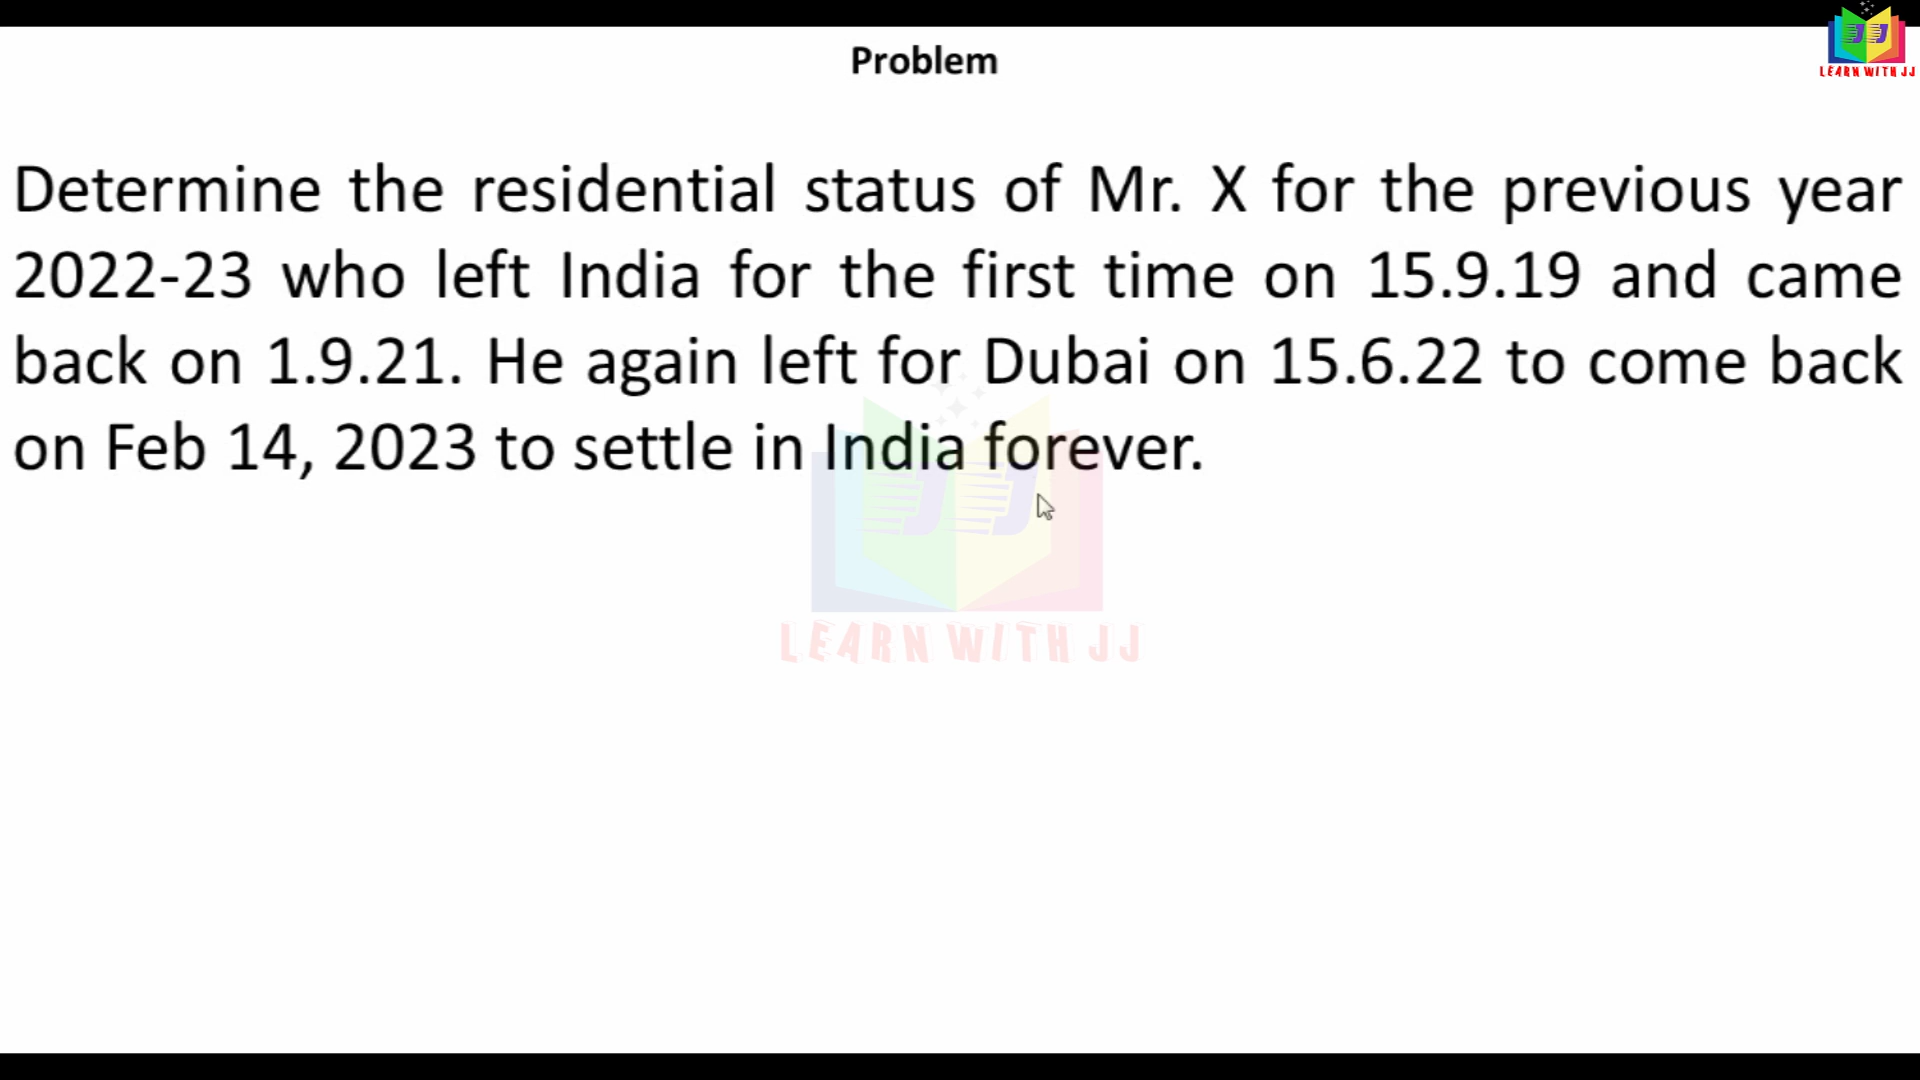 Problem
LEARN WITH JJ
Determine the residential status of Mr. X for the previous year
2022-23 who left India for the first time on 15.9.19 and came
back on 1.9.21. He again left for Dubai on 15.6.22 to come back
on Feb 14, 2023 to settle in India forever.
JJ
LEARN WITH JJ